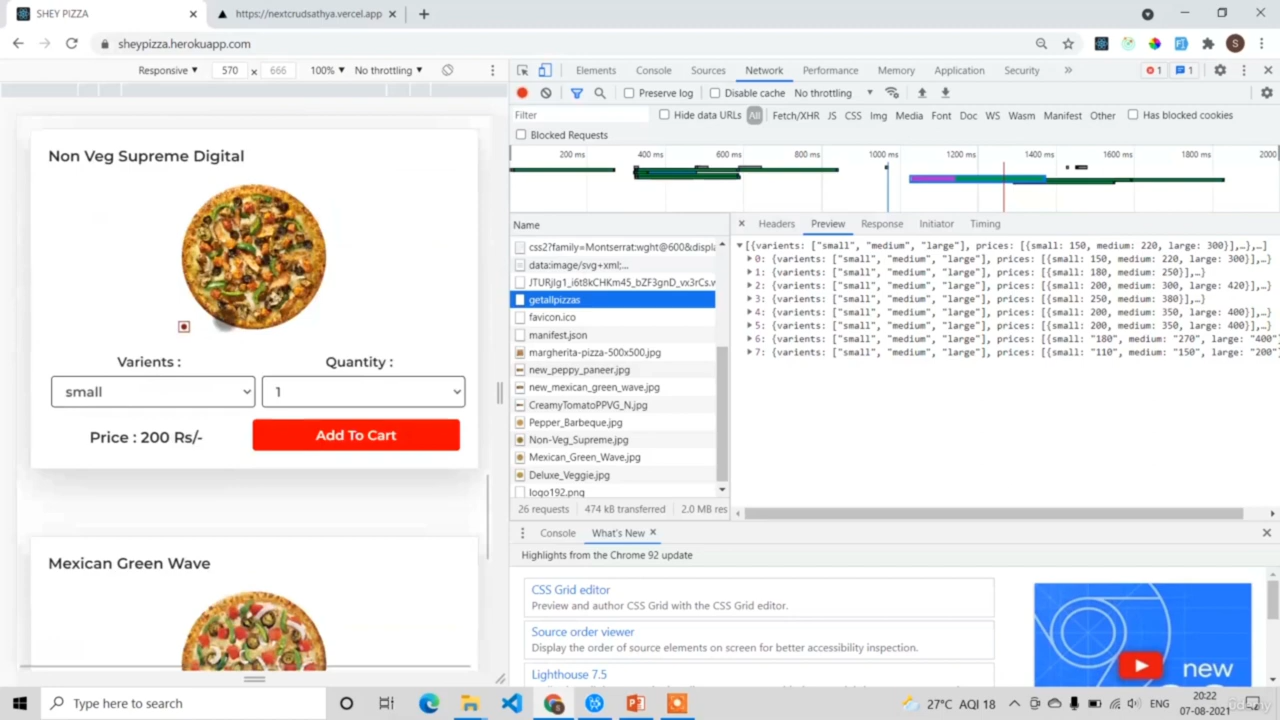 SHEY PIZZA
https://nextcrudsathya.vercel.app
sheypizza.herokuapp.com
S
Responsive
570
x
666
100%
No throttling
Elements
Console
Sources
Network
Performance
Memory
Application
Security
1
1
Preserve log
Disable cache
No throttling
Filter
Hide data URLs
All
Fetch/XHR
JS
CSS
Img
Media
Font
Doc
WS
Wasm
Manifest
Other
Has blocked cookies
Blocked Requests
200 ms
400 ms
600 ms
800 ms
1000 ms
1200 ms
1400 ms
1600 ms
1800 ms
2000
Non Veg Supreme Digital
Varients :
Quantity :
small
1
Price : 200 Rs/-
Add To Cart
Mexican Green Wave
Name
css2?family=Montserrat:wght@600&displa
data:image/svg+xml;...
JTURjIg1_i6t8kCHKm45_bZF3gnD_vx3rCs.w
getallpizzas
favicon.ico
manifest.json
margherita-pizza-500x500.jpg
new_peppy_paneer.jpg
new_mexican_green_wave.jpg
CreamyTomatoPPVG_N.jpg
Pepper_Barbeque.jpg
Non-Veg_Supreme.jpg
Mexican_Green_Wave.jpg
Deluxe_Veggie.jpg
logo192.png
26 requests
474 kB transferred
2.0 MB res
Headers
Preview
Response
Initiator
Timing
[{varients: ["small", "medium", "large"], prices: [{small: 150, medium: 220, large: 300}],…},…]
0: {varients: ["small", "medium", "large"], prices: [{small: 150, medium: 220, large: 300}],…}
1: {varients: ["small", "medium", "large"], prices: [{small: 180, medium: 250}],…}
2: {varients: ["small", "medium", "large"], prices: [{small: 200, medium: 300, large: 420}],…}
3: {varients: ["small", "medium", "large"], prices: [{small: 250, medium: 380}],…}
4: {varients: ["small", "medium", "large"], prices: [{small: 200, medium: 350, large: 400}],…}
5: {varients: ["small", "medium", "large"], prices: [{small: 200, medium: 350, large: 400}],…}
6: {varients: ["small", "medium", "large"], prices: [{small: "180", medium: "270", large: "400"
7: {varients: ["small", "medium", "large"], prices: [{small: "110", medium: "150", large: "200"
Console
What's New
Highlights from the Chrome 92 update
CSS Grid editor
Preview and author CSS Grid with the CSS Grid editor.
Source order viewer
Display the order of source elements on screen for better accessibility inspection.
Lighthouse 7.5
new
Type here to search
27°C AQI 18
ENG
20:22
07-08-2021